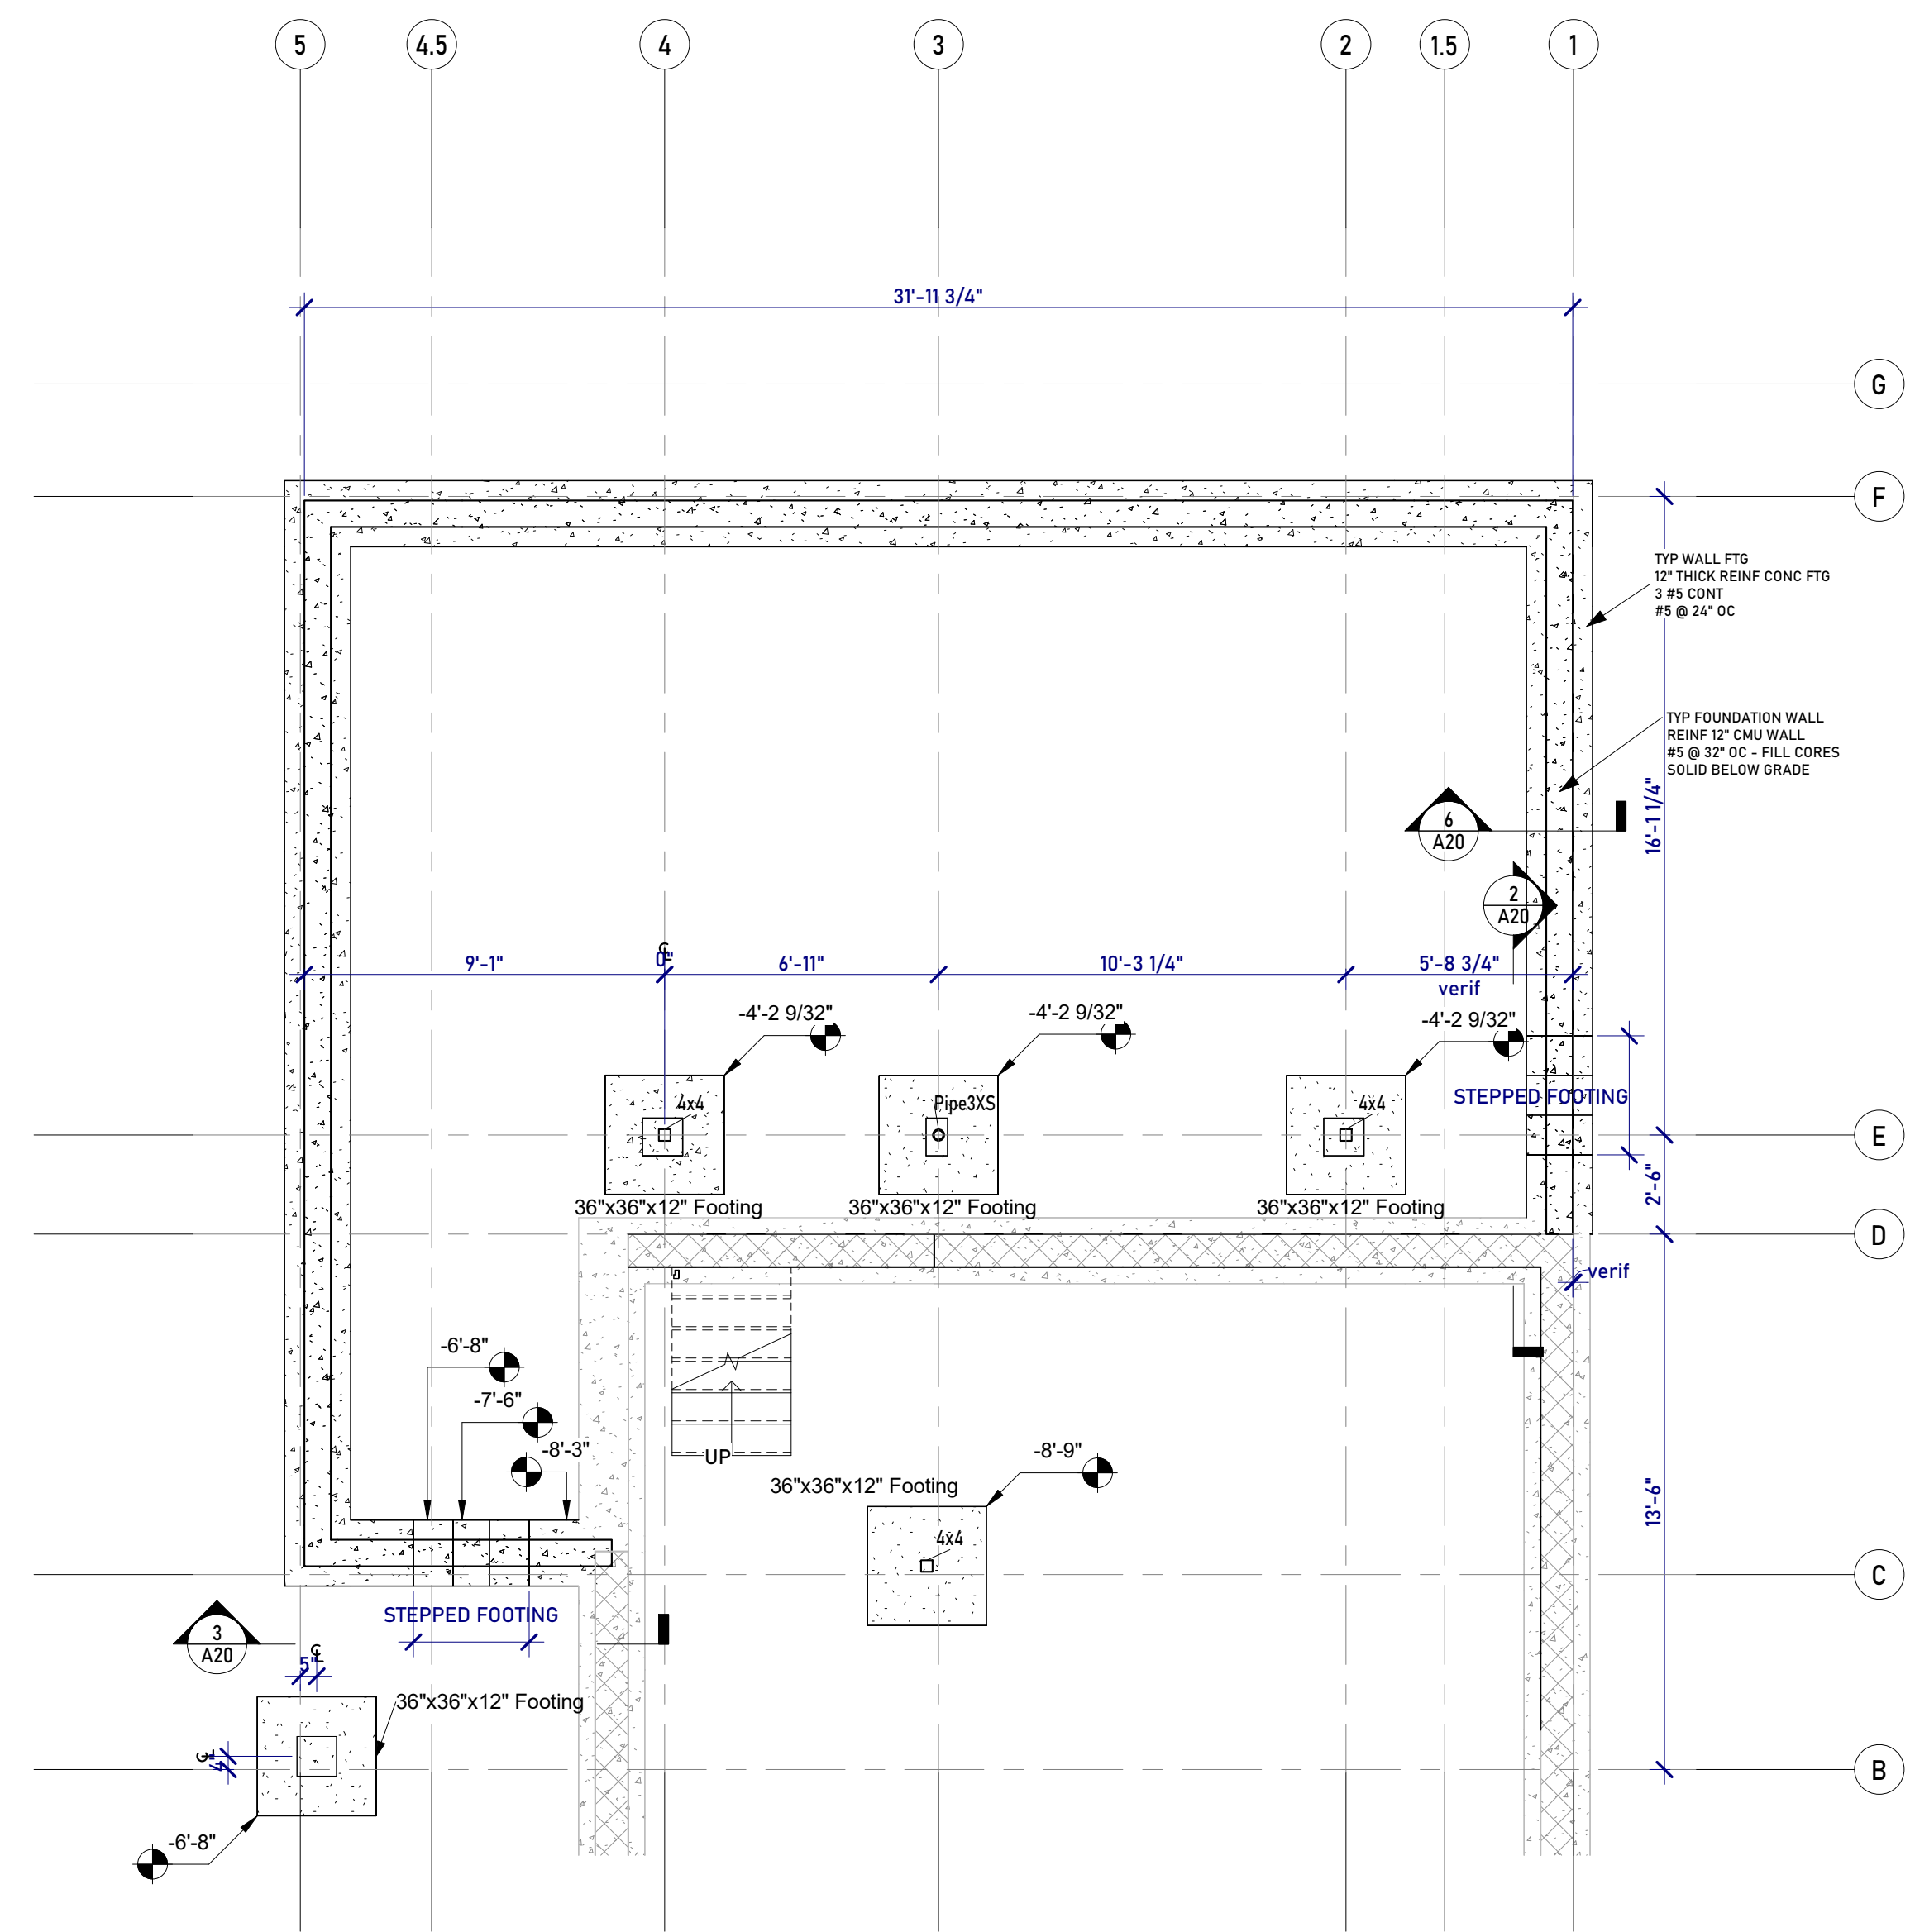 5 4.5 4 3 2 1.5 1
31'-11 3/4"
G
F
TYP WALL FTG
12" THICK REINF CONC FTG
3 #5 CONT
#5 @ 24" OC
TYP FOUNDATION WALL
REINF 12" CMU WALL
#5 @ 32" OC - FILL CORES
SOLID BELOW GRADE
16'-1 1/4"
6
A20
2
A20
9'-1" 0" 6'-11" 10'-3 1/4" 5'-8 3/4"
verif
-4'-2 9/32" -4'-2 9/32" -4'-2 9/32"
STEPPED FOOTING
4x4 Pipe3XS 4x4
E
36"x36"x12" Footing 36"x36"x12" Footing 36"x36"x12" Footing
2'-6"
D
verif
-6'-8"
-7'-6"
-8'-3"
UP
-8'-9"
36"x36"x12" Footing
13'-6"
4x4
C
STEPPED FOOTING
3
A20
5"
36"x36"x12" Footing
4"
B
-6'-8"